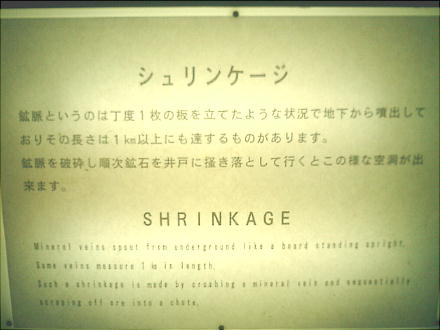 シュリンケージ
鉱脈というのは丁度1枚の板を立てたような状況で地下から噴出して
おりその長さは1km以上にも達するものがあります。
鉱脈を破砕し順次鉱石を井戸に掻き落として行くとこの様な空洞が出
来ます。
SHRINKAGE
Mineral veins spout from underground like a board standing upright.
Some veins measure 1 km in length.
Such a shrinkage is made by crushing a mineral vein and sequentially
scraping off ore into a chute.